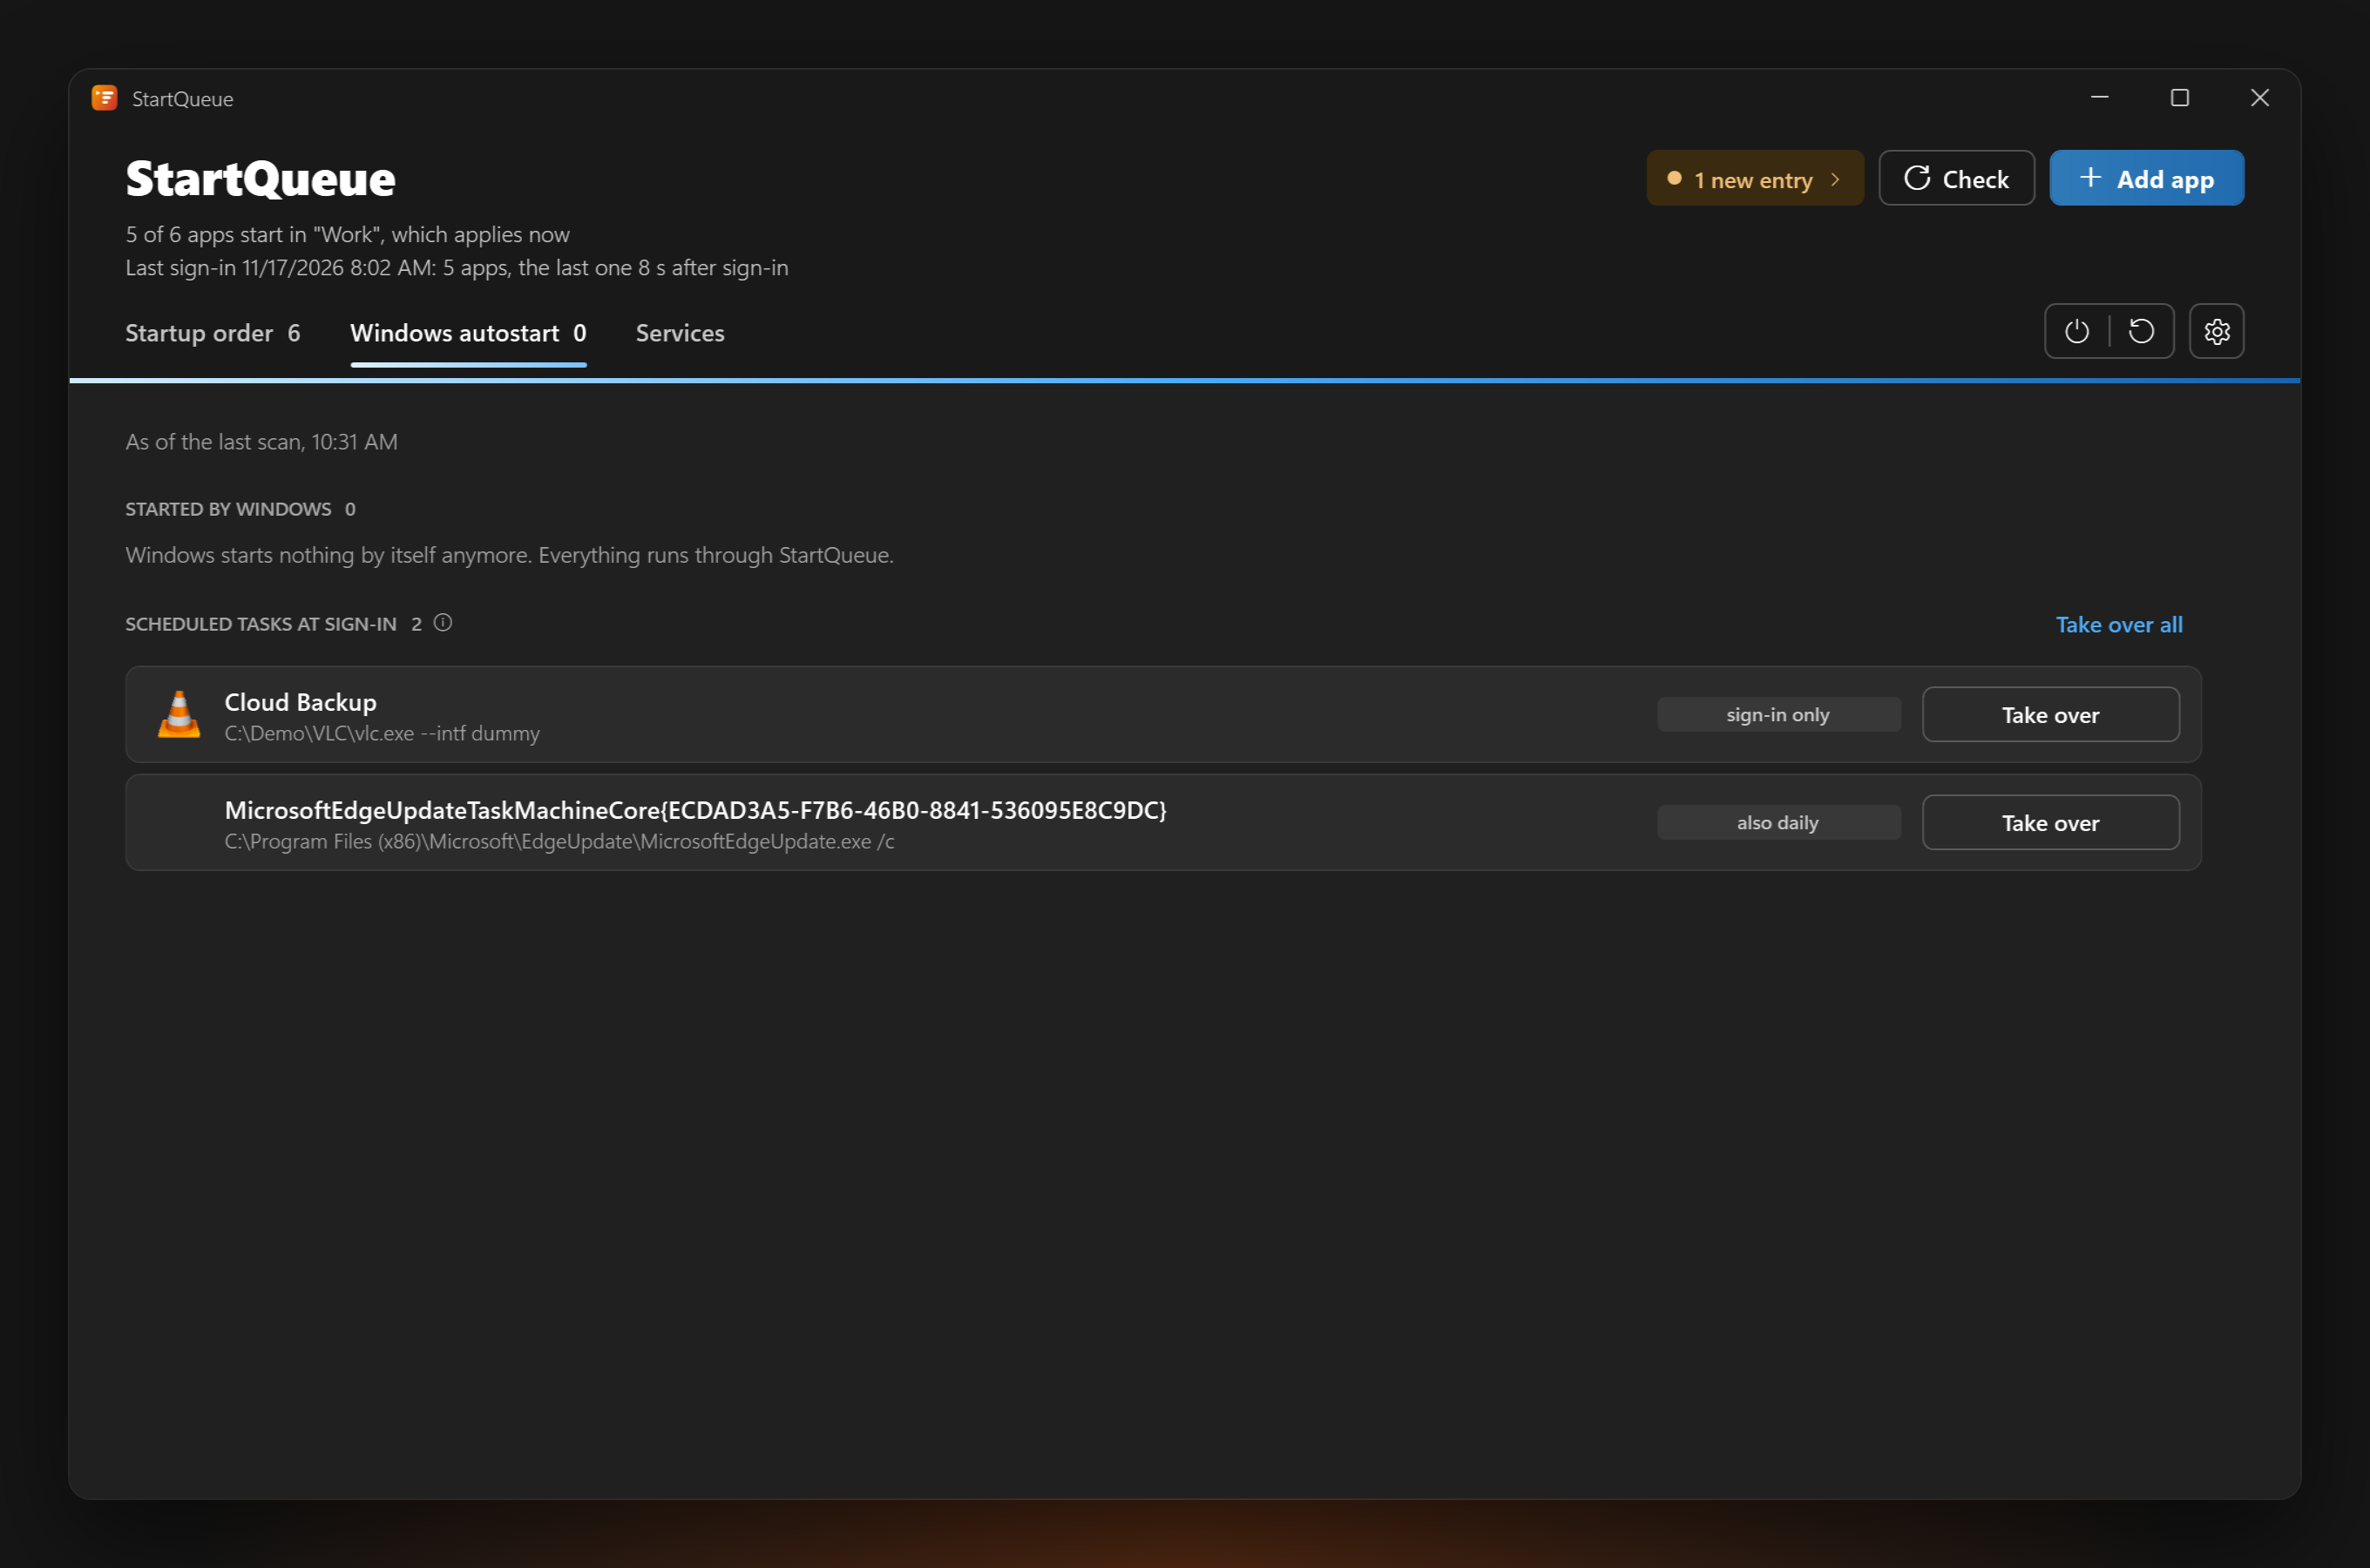 StartQueue
StartQueue
1 new entry
Check
Add app
5 of 6 apps start in "Work", which applies now
Last sign-in 11/17/2026 8:02 AM: 5 apps, the last one 8 s after sign-in
Startup order 6
Windows autostart 0
Services
As of the last scan, 10:31 AM
STARTED BY WINDOWS 0
Windows starts nothing by itself anymore. Everything runs through StartQueue.
SCHEDULED TASKS AT SIGN-IN 2
Take over all
Cloud Backup
C:\Demo\VLC\vlc.exe --intf dummy
sign-in only
Take over
MicrosoftEdgeUpdateTaskMachineCore{ECDAD3A5-F7B6-46B0-8841-536095E8C9DC}
C:\Program Files (x86)\Microsoft\EdgeUpdate\MicrosoftEdgeUpdate.exe /c
also daily
Take over